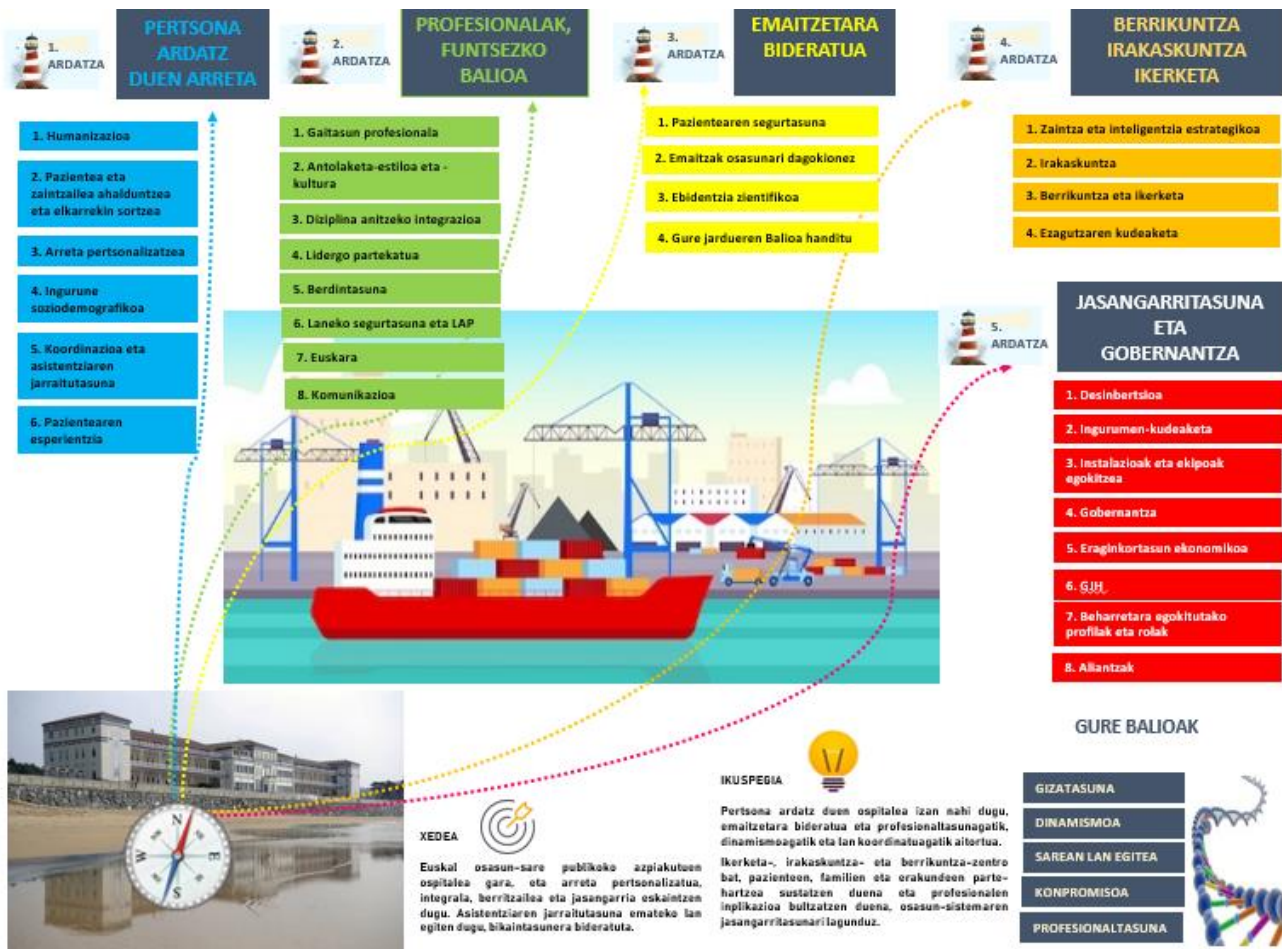 1.
ARDATZA
PERTSONA
ARDATZ
DUEN ARRETA
1. Humanizazioa
2. Pazientea eta
zaintzailea ahalduntzea
eta elkarrekin sortzea
3. Arreta pertsonalizatzea
4. Ingurune
soziodemografikoa
5. Koordinazioa eta
asistentziaren
jarraitutasuna
6. Pazientearen
esperientzia
2.
ARDATZA
PROFESIONALAK,
FUNTSEZKO
BALIOA
1. Gaitasun profesionala
2. Antolaketa-estiloa eta -
kultura
3. Diziplina anitzeko integrazioa
4. Lidergo partekatua
5. Berdintasuna
6. Laneko segurtasuna eta LAP
7. Euskara
8. Komunikazioa
3.
ARDATZA
EMAITZETARA
BIDERATUA
1. Pazientearen segurtasuna
2. Emaitzak osasunari dagokionez
3. Ebidentzia zientifikoa
4. Gure jardueren Balioa handitu
4.
ARDATZA
BERRIKUNTZA
IRAKASKUNTZA
IKERKETA
1. Zaintza eta inteligentzia estrategikoa
2. Irakaskuntza
3. Berrikuntza eta ikerketa
4. Ezagutzaren kudeaketa
5.
ARDATZA
JASANGARRITASUNA
ETA
GOBERNANTZA
1. Desinbertsioa
2. Ingurumen-kudeaketa
3. Instalazioak eta ekipoak
egokitzea
4. Gobernantza
5. Eraginkortasun ekonomikoa
6. GJH
7. Beharretara egokitutako
profilak eta rolak
8. Aliantzak
N
W
E
S
XEDEA
Euskal osasun-sare publikoko azpiakutuen
ospitalea gara, eta arreta pertsonalizatua,
integrala, berritzailea eta jasangarria eskaintzen
dugu. Asistentziaren jarraitutasuna emateko lan
egiten dugu, bikaintasunera bideratuta.
IKUSPEGIA
Pertsona ardatz duen ospitalea izan nahi dugu,
emaitzetara bideratua eta profesionaltasunagatik,
dinamismoagatik eta lan koordinatuagatik aitortua.
Ikerketa-, irakaskuntza- eta berrikuntza-zentro
bat, pazienteen, familien eta erakundeen parte-
hartzea sustatzen duena eta profesionalen
inplikazioa bultzatzen duena, osasun-sistemaren
jasangarritasunari lagunduz.
GURE BALIOAK
GIZATASUNA
DINAMISMOA
SAREAN LAN EGITEA
KONPROMISOA
PROFESIONALTASUNA